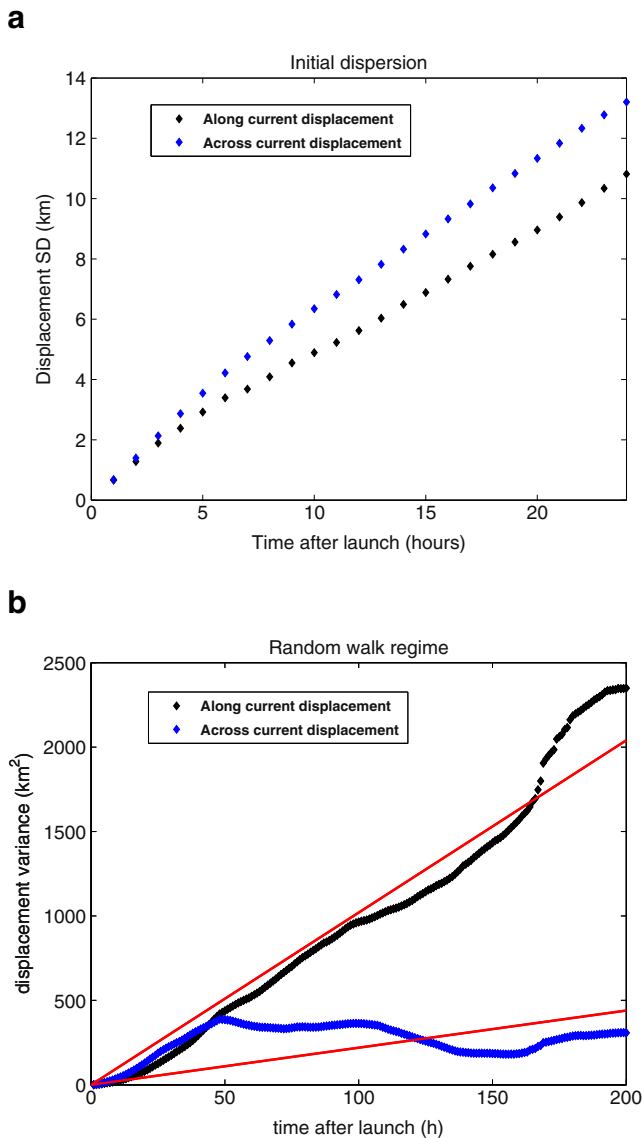 a
Initial dispersion
14
12
10
8
6
4
2
0
Displacement SD (km)
Along current displacement
Across current displacement
0 5 10 15 20
Time after launch (hours)
b
Random walk regime
2500
2000
1500
1000
500
0
displacement variance (km²)
Along current displacement
Across current displacement
0 50 100 150 200
time after launch (h)